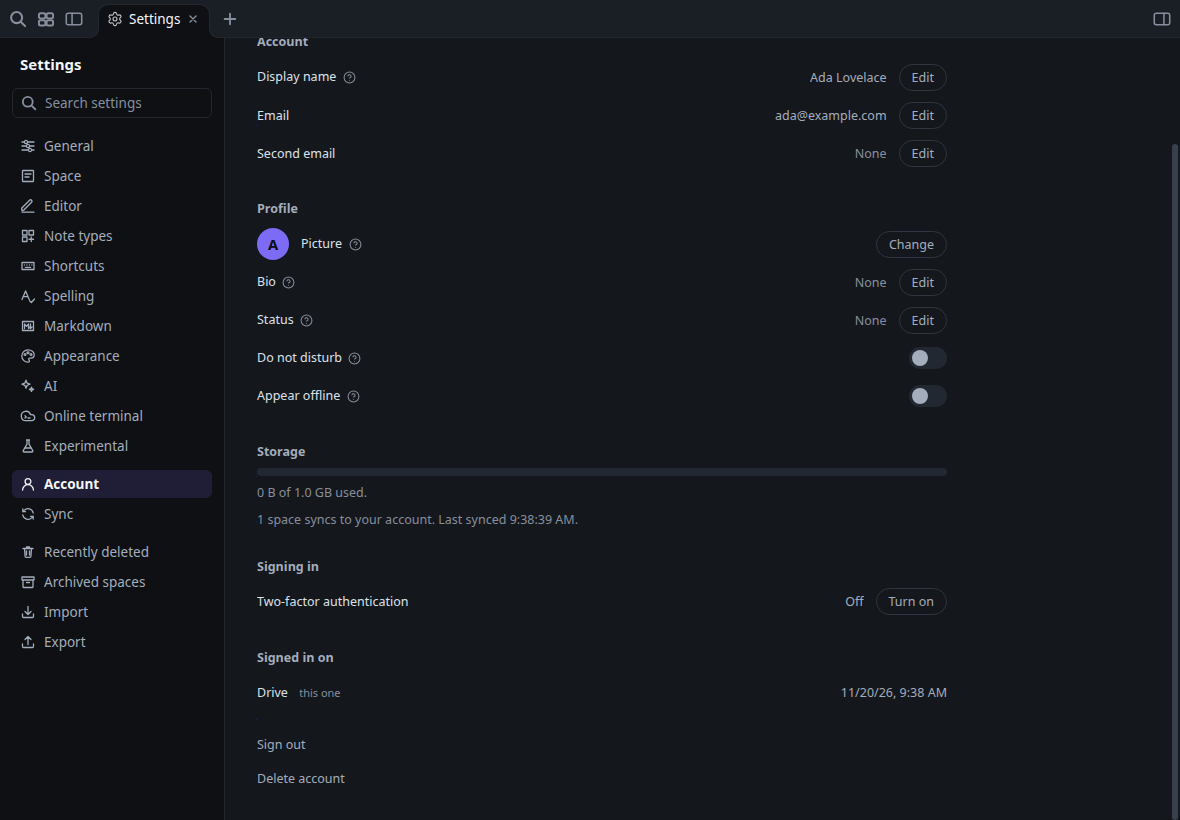 Settings
Settings
Search settings
General
Space
Editor
Note types
Shortcuts
Spelling
Markdown
Appearance
AI
Online terminal
Experimental
Account
Sync
Recently deleted
Archived spaces
Import
Export
Account
Display name Ada Lovelace Edit
Email ada@example.com Edit
Second email None Edit
Profile
A Picture Change
Bio None Edit
Status None Edit
Do not disturb
Appear offline
Storage
0 B of 1.0 GB used.
1 space syncs to your account. Last synced 9:38:39 AM.
Signing in
Two-factor authentication Off Turn on
Signed in on
Drive this one 11/20/26, 9:38 AM
Sign out
Delete account